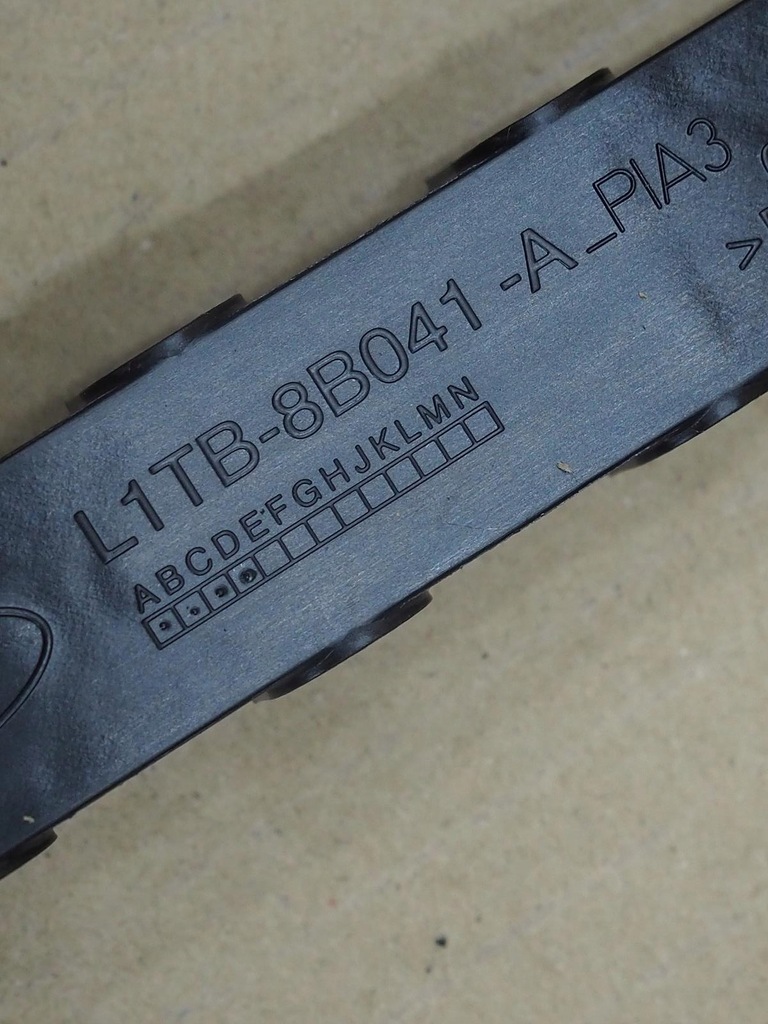 L1TB-8B041 -A_PIA3
ABCDEFGHJKLMN
>